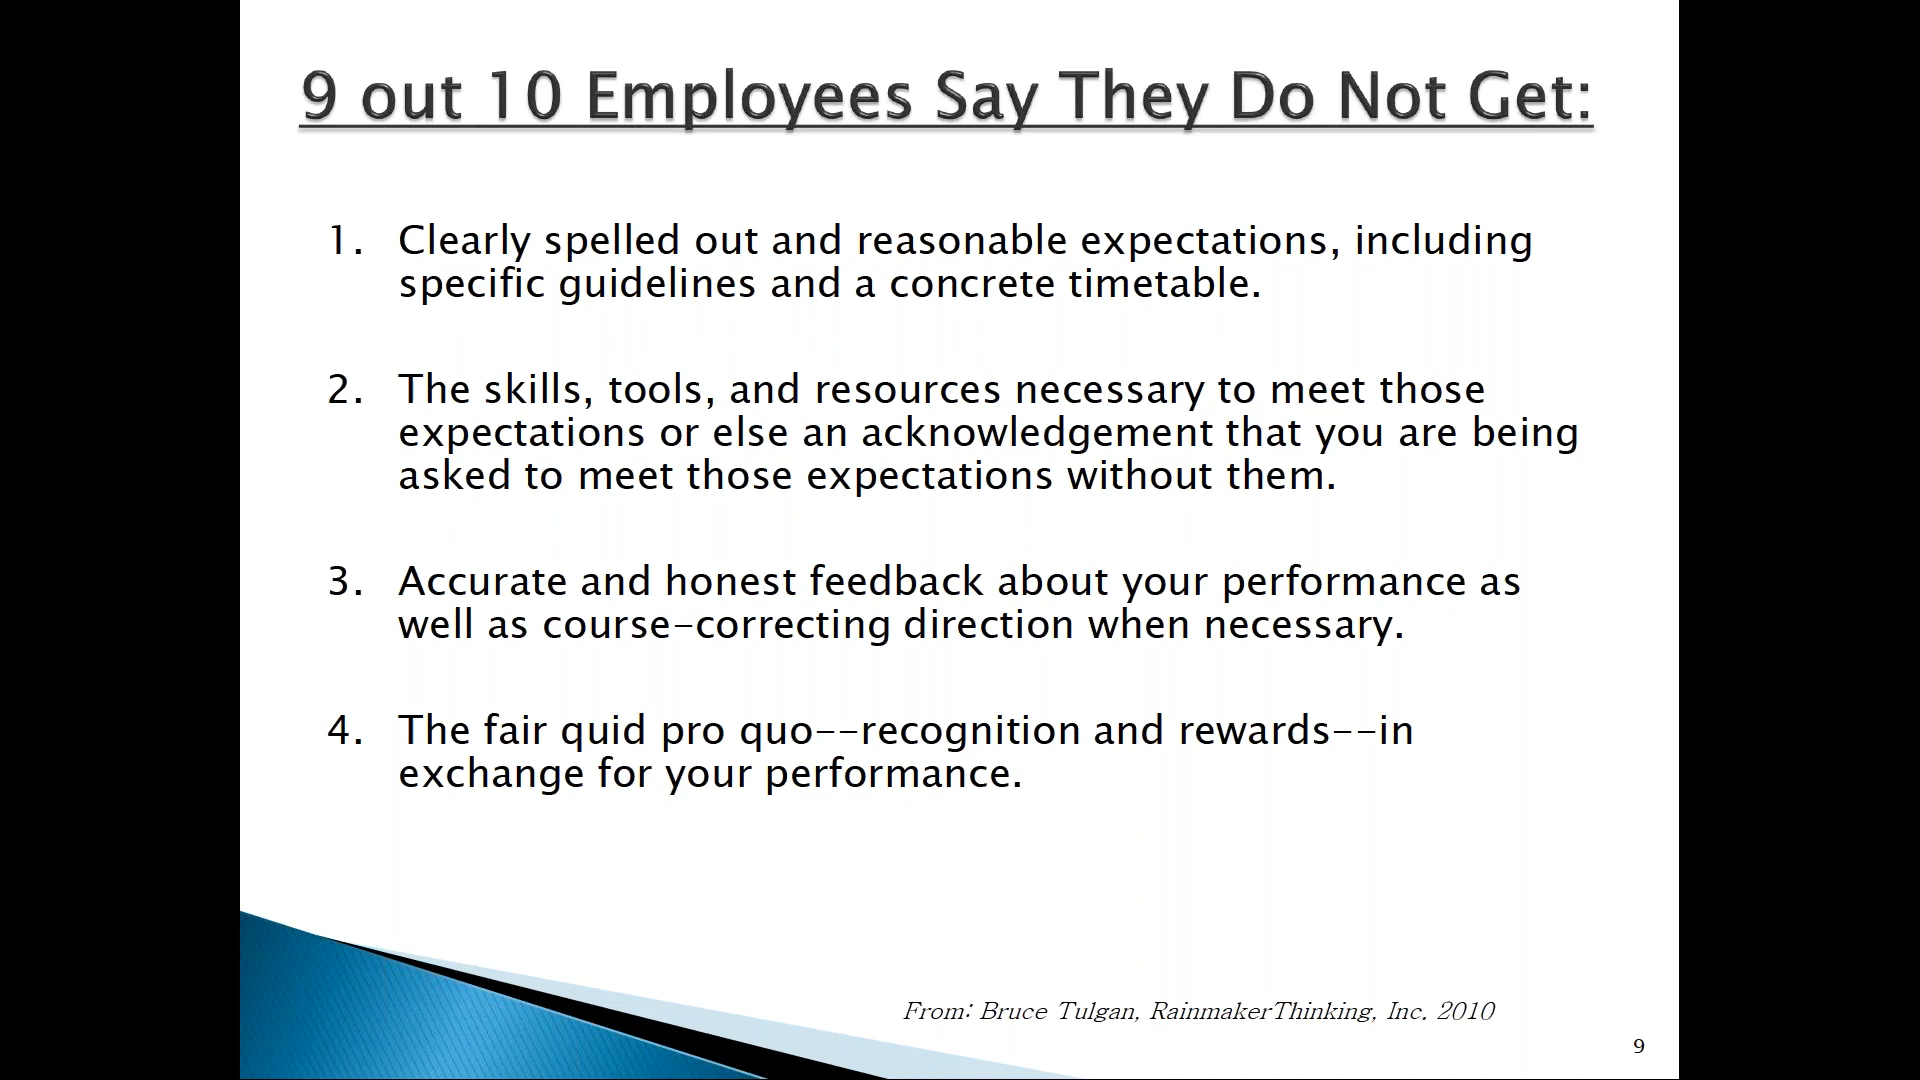 9 out 10 Employees Say They Do Not Get:
1. Clearly spelled out and reasonable expectations, including
specific guidelines and a concrete timetable.
2. The skills, tools, and resources necessary to meet those
expectations or else an acknowledgement that you are being
asked to meet those expectations without them.
3. Accurate and honest feedback about your performance as
well as course-correcting direction when necessary.
4. The fair quid pro quo--recognition and rewards--in
exchange for your performance.
From: Bruce Tulgan, RainmakerThinking, Inc. 2010
9